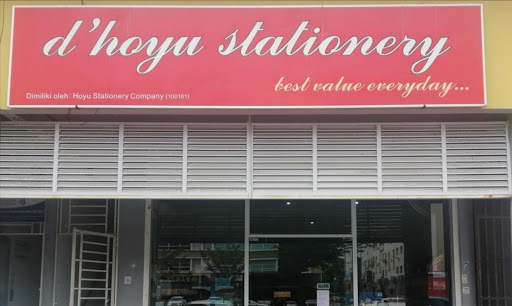 d'hoyu stationery
best value everyday...
Dimiliki oleh: Hoyu Stationery Company (100181)